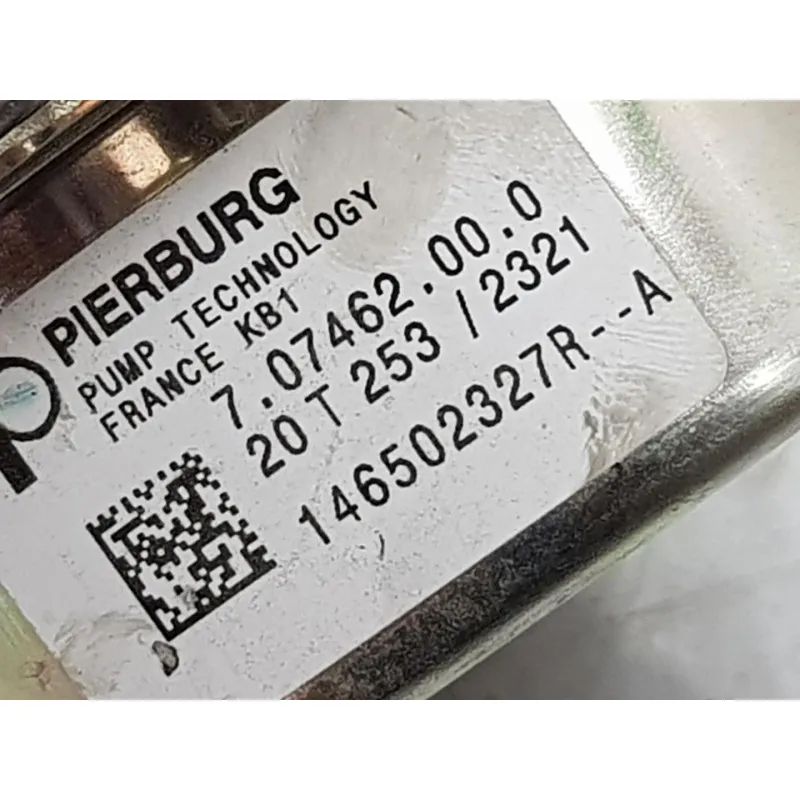 PIERBURG
PUMP TECHNOLOGY
FRANCE KB1
7.07462.00.0
20T 253 / 2321
146502327R--A